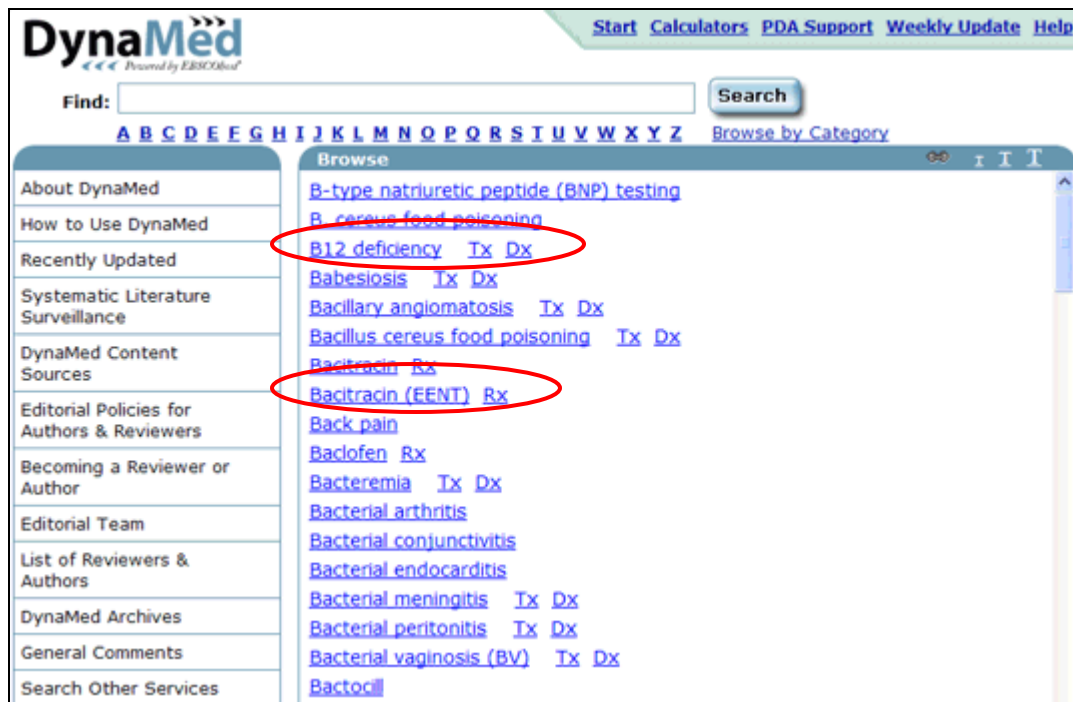 DynaMed
Powered by EBSCOhost®
Start Calculators PDA Support Weekly Update Help
Find:
Search
A B C D E F G H I J K L M N O P Q R S T U V W X Y Z Browse by Category
Browse
T T T
About DynaMed
How to Use DynaMed
Recently Updated
Systematic Literature
Surveillance
DynaMed Content
Sources
Editorial Policies for
Authors & Reviewers
Becoming a Reviewer or
Author
Editorial Team
List of Reviewers &
Authors
DynaMed Archives
General Comments
Search Other Services
B-type natriuretic peptide (BNP) testing
B. cereus food poisoning
B12 deficiency Tx Dx
Babesiosis Tx Dx
Bacillary angiomatosis Tx Dx
Bacillus cereus food poisoning Tx Dx
Bacitracin Rx
Bacitracin (EENT) Rx
Back pain
Baclofen Rx
Bacteremia Tx Dx
Bacterial arthritis
Bacterial conjunctivitis
Bacterial endocarditis
Bacterial meningitis Tx Dx
Bacterial peritonitis Tx Dx
Bacterial vaginosis (BV) Tx Dx
Bactocill